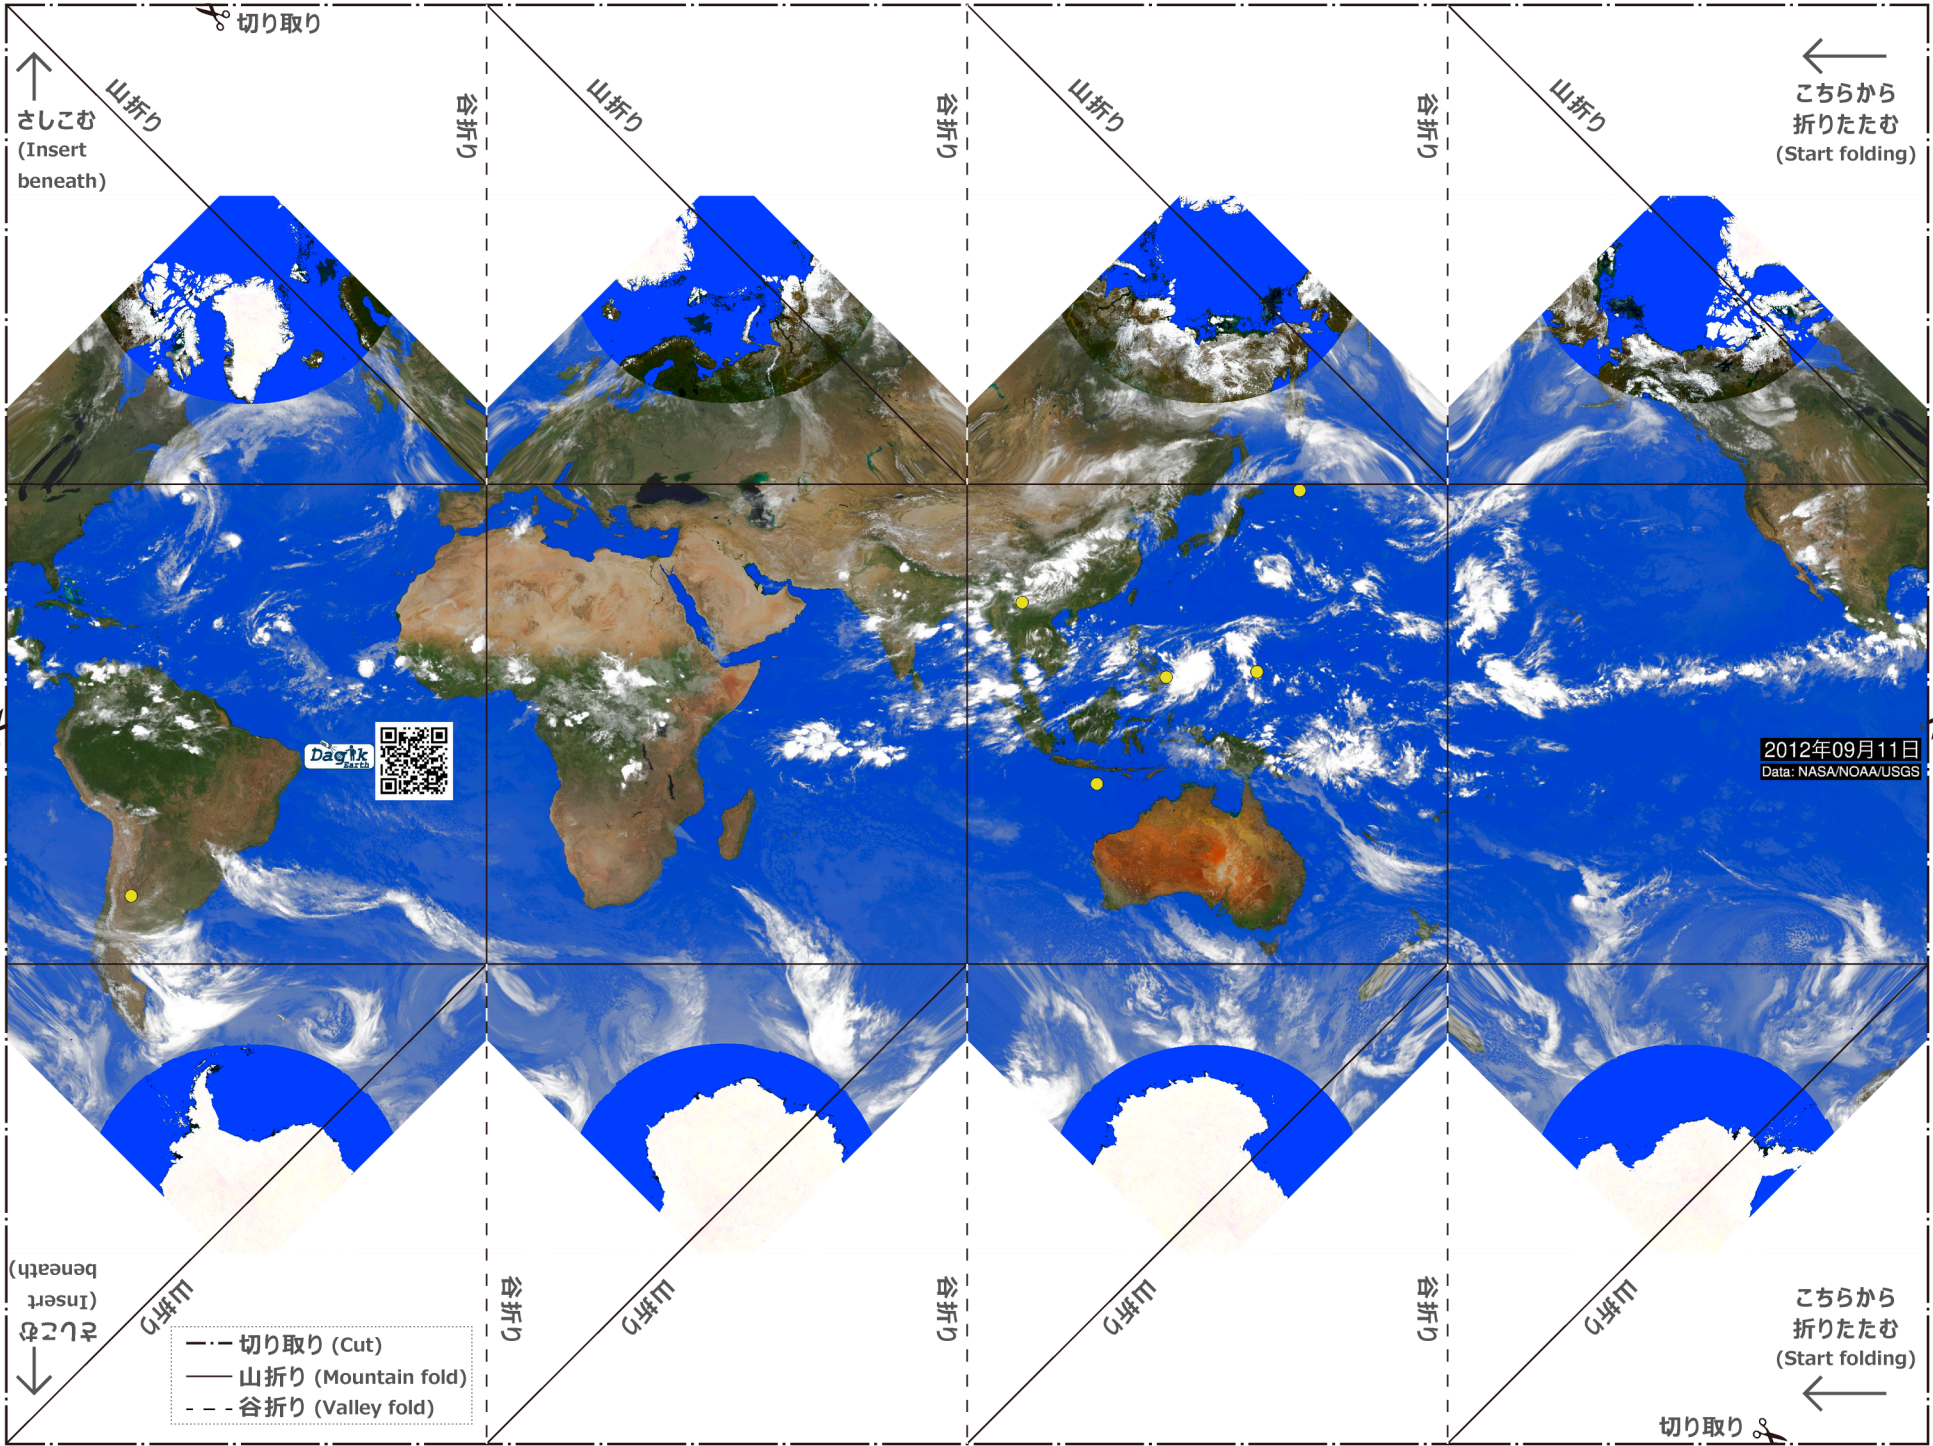 切り取り
さしこむ
(Insert
beneath)
山折り
谷折り
山折り
谷折り
山折り
谷折り
山折り
こちらから
折りたたむ
(Start folding)
Dagik
Earth
2012年09月11日
Data: NASA/NOAA/USGS
さしこむ
(Insert
beneath)
山折り
谷折り
山折り
谷折り
山折り
谷折り
山折り
こちらから
折りたたむ
(Start folding)
切り取り (Cut)
山折り (Mountain fold)
谷折り (Valley fold)
切り取り